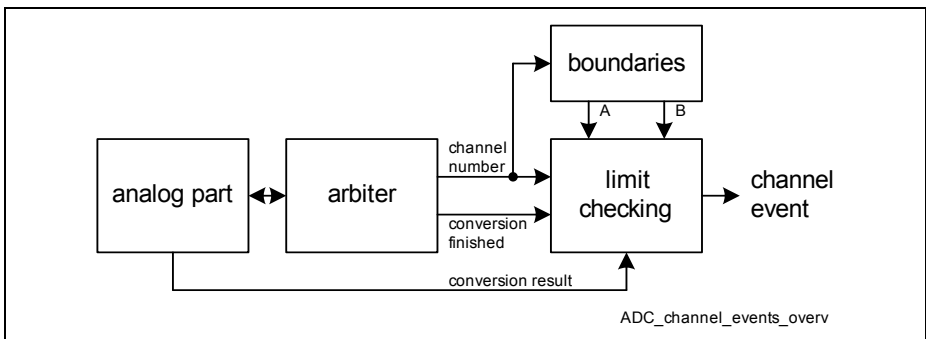 boundaries
A
B
analog part
arbiter
channel
number
limit
checking
channel
event
conversion
finished
conversion result
ADC_channel_events_overv